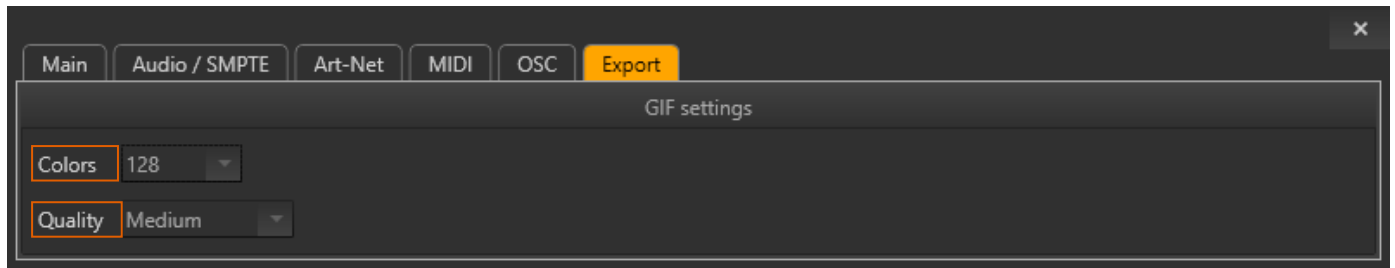 ×
Main Audio / SMPTE Art-Net MIDI OSC Export
GIF settings
Colors 128
Quality Medium